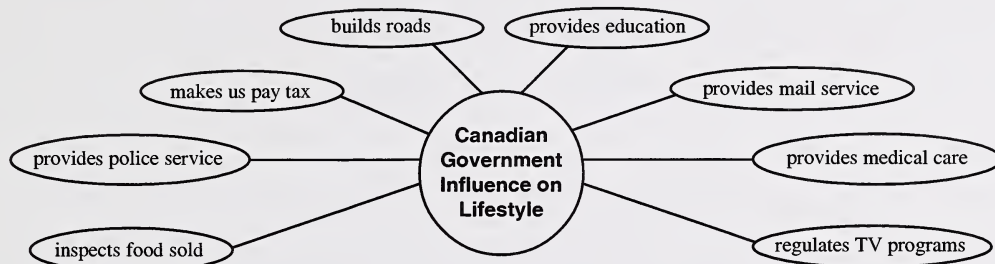 builds roads
provides education
makes us pay tax
provides mail service
Canadian
Government
Influence on
Lifestyle
provides police service
provides medical care
inspects food sold
regulates TV programs